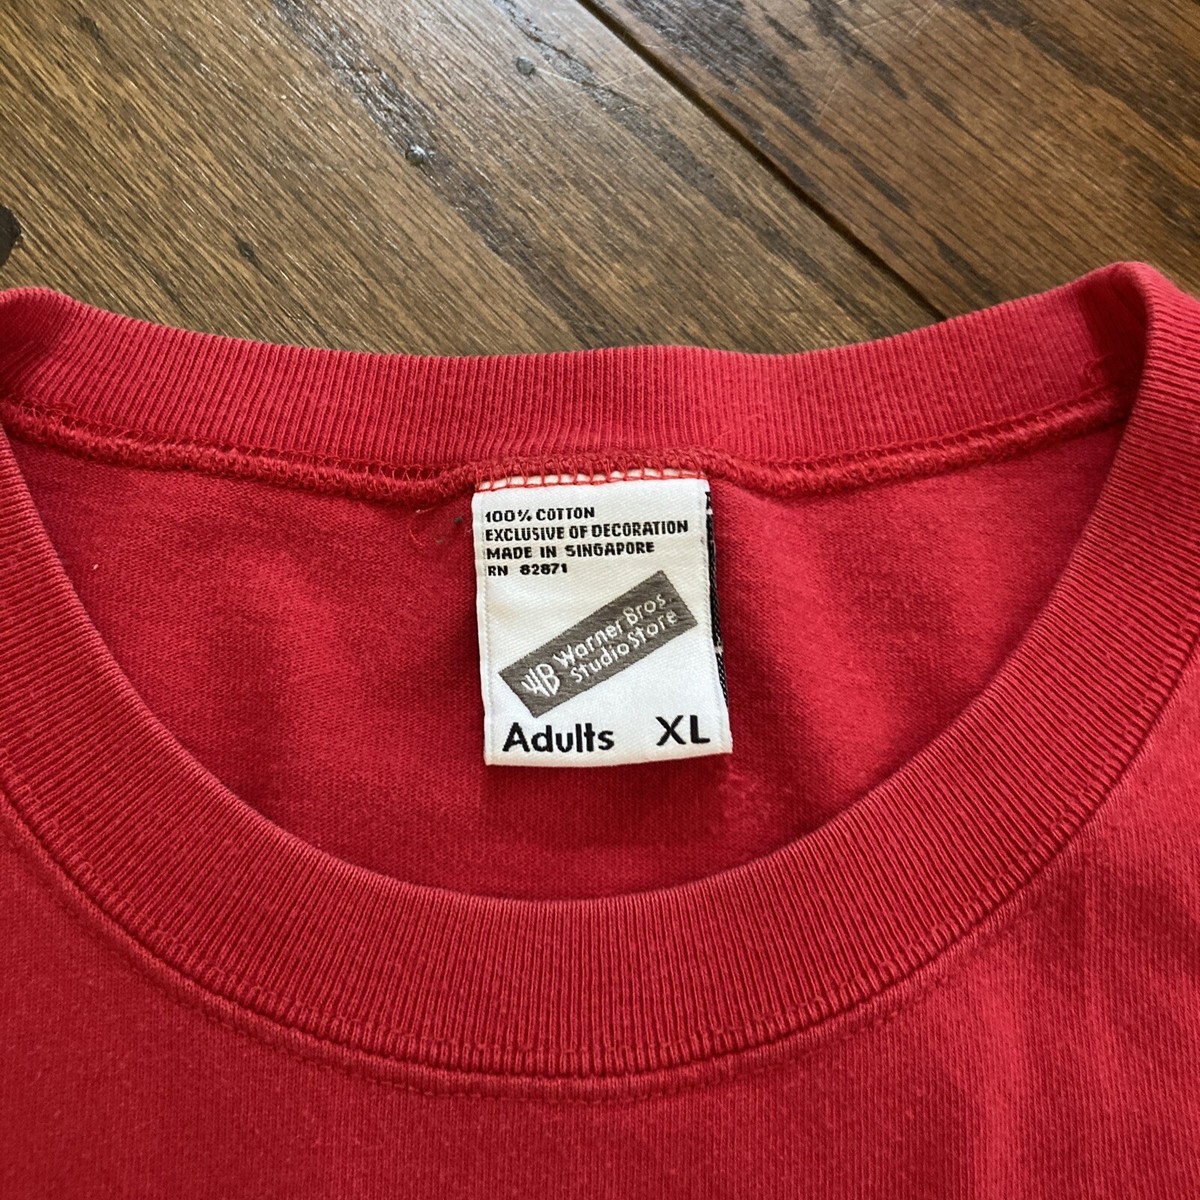 100% COTTON
EXCLUSIVE OF DECORATION
MADE IN SINGAPORE
RN 82871
WB Warner Bros
Studio Store
Adults XL